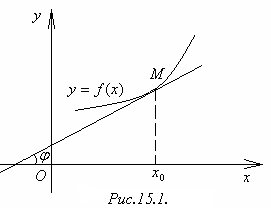 y
M
y = f(x)
φ
O
x₀
x
Рис.15.1.